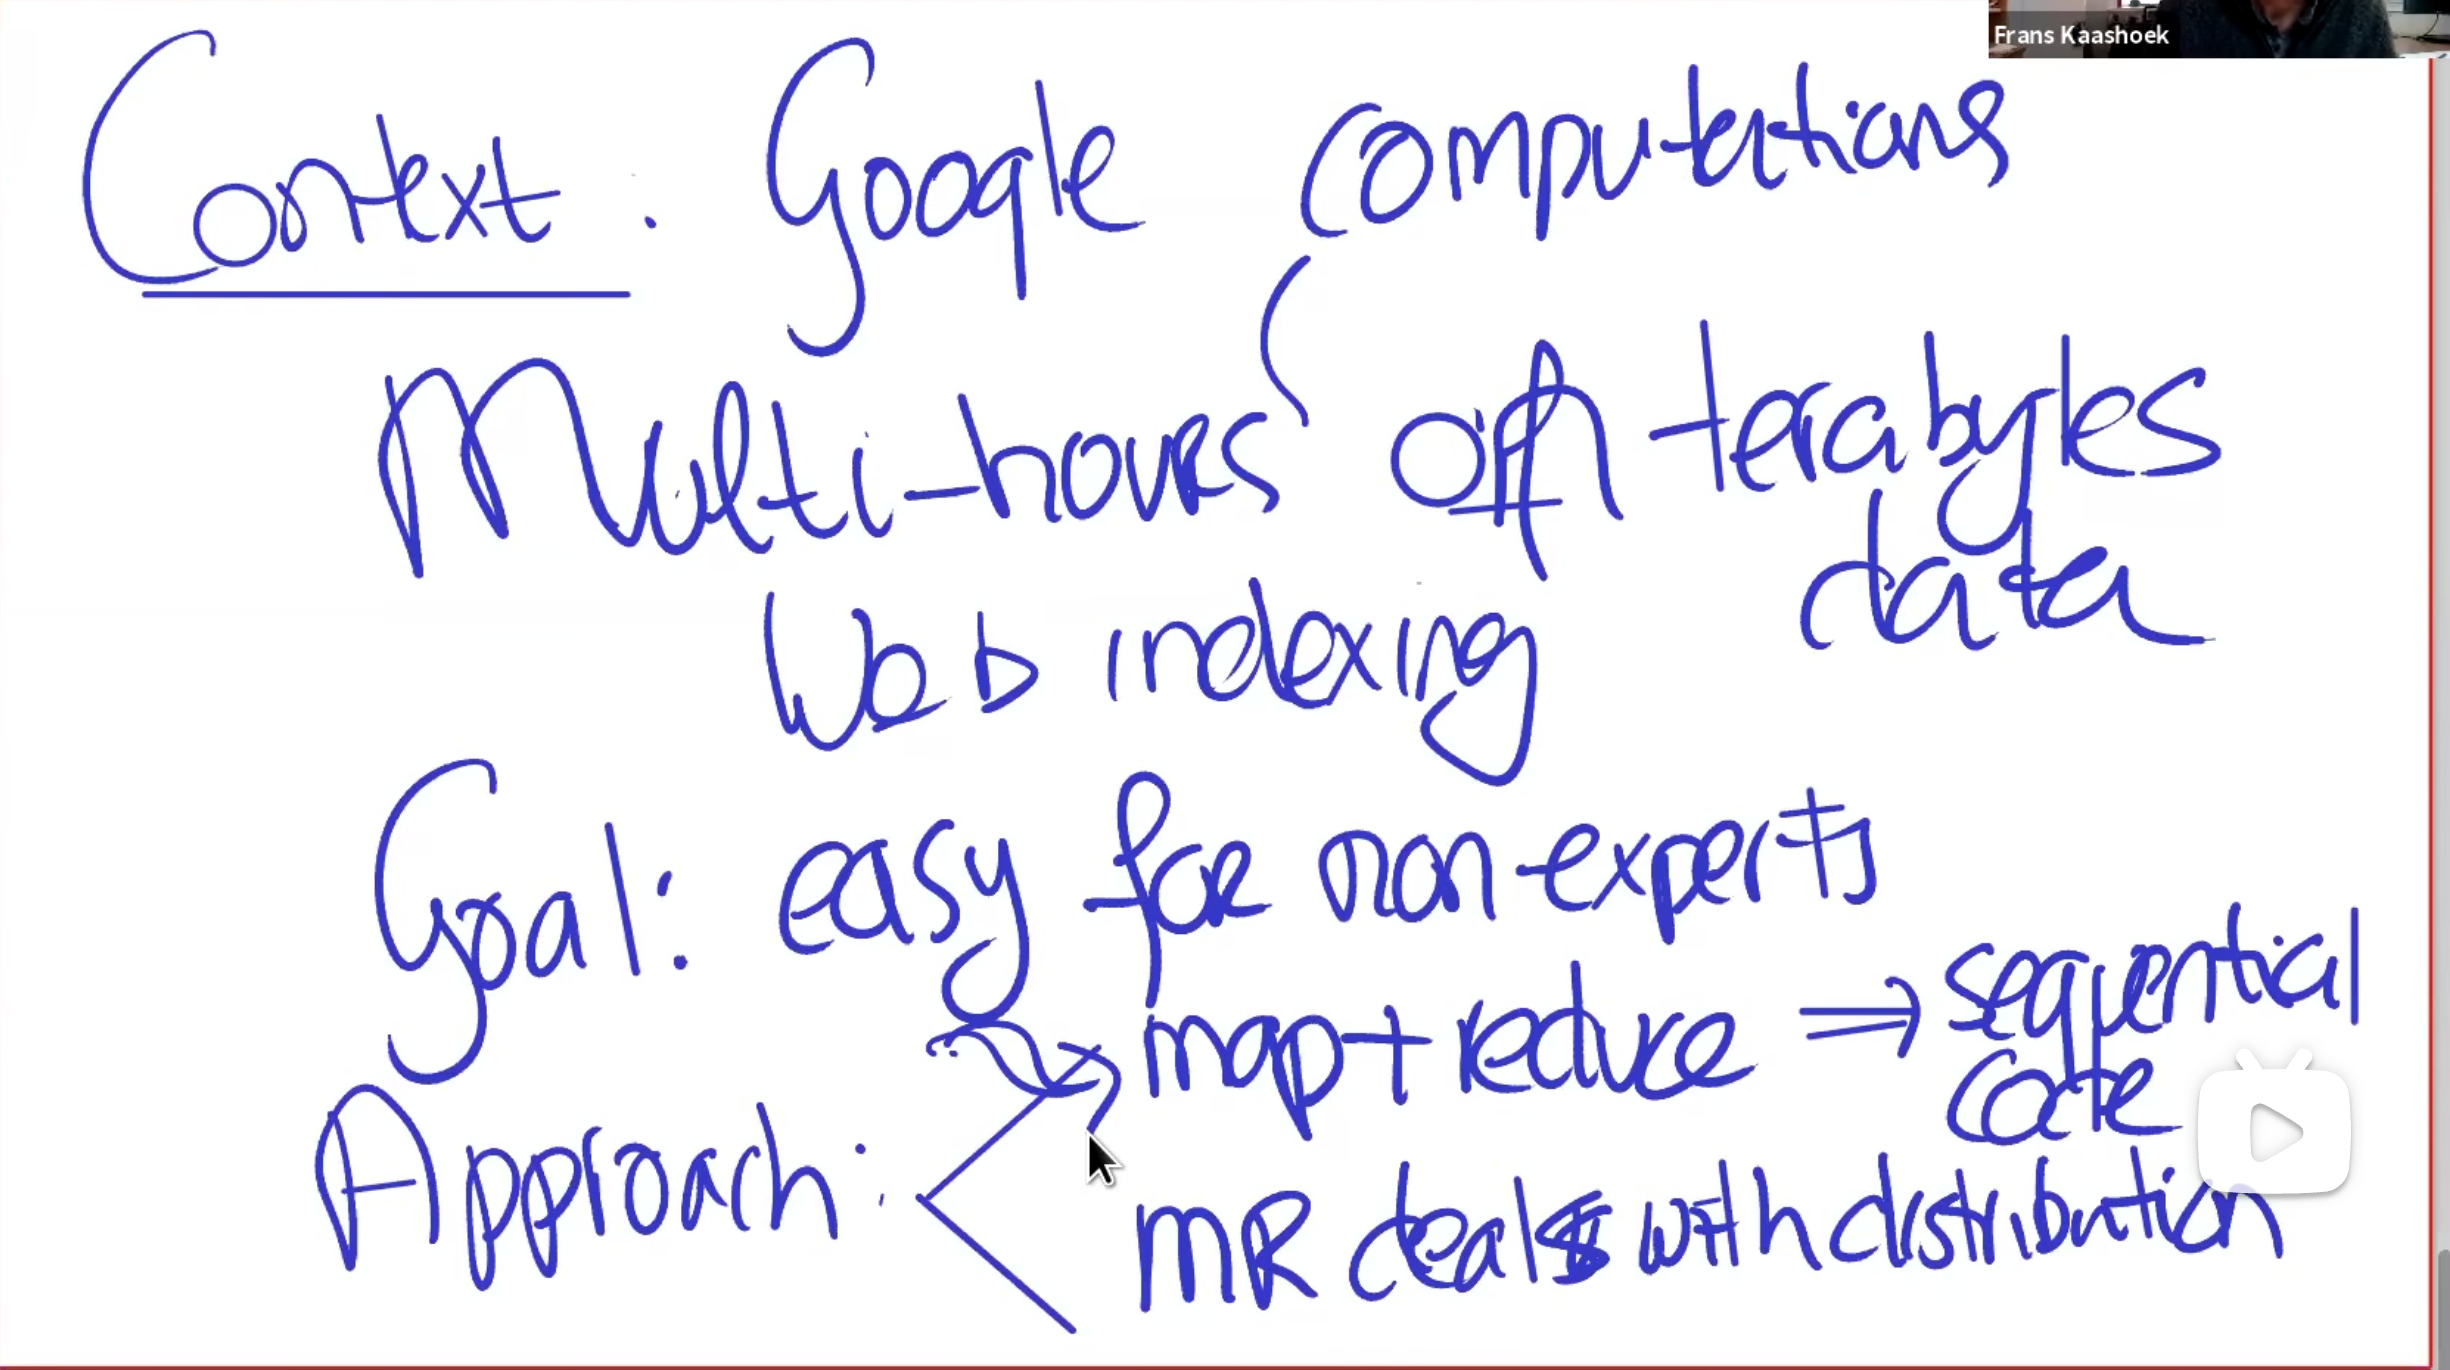 Frans Kaashoek
Context : Google computations
Multi-hours on terabytes
data
Web indexing
Goal: easy for non-experts
Approach: map + reduce ⇒ sequential
code
MR deals with distribution